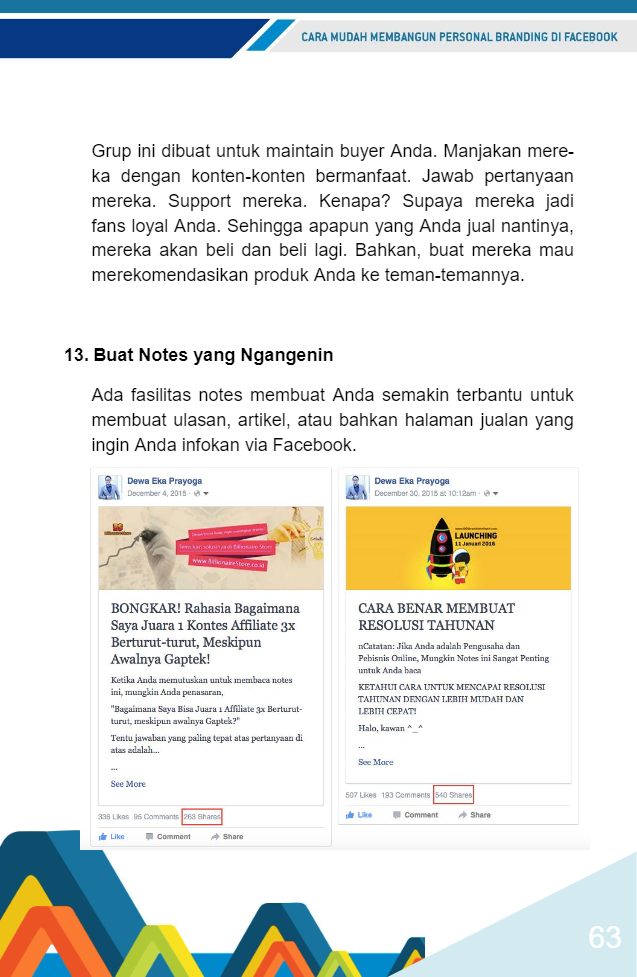 CARA MUDAH MEMBANGUN PERSONAL BRANDING DI FACEBOOK
Grup ini dibuat untuk maintain buyer Anda. Manjakan mere-
ka dengan konten-konten bermanfaat. Jawab pertanyaan
mereka. Support mereka. Kenapa? Supaya mereka jadi
fans loyal Anda. Sehingga apapun yang Anda jual nantinya,
mereka akan beli dan beli lagi. Bahkan, buat mereka mau
merekomendasikan produk Anda ke teman-temannya.
13. Buat Notes yang Ngangenin
Ada fasilitas notes membuat Anda semakin terbantu untuk
membuat ulasan, artikel, atau bahkan halaman jualan yang
ingin Anda infokan via Facebook.
Dewa Eka Prayoga
December 4, 2015
www.BillionaireStore.co.id
BONGKAR! Rahasia Bagaimana
Saya Juara 1 Kontes Affiliate 3x
Berturut-turut, Meskipun
Awalnya Gaptek!
Ketika Anda memutuskan untuk membaca notes
ini, mungkin Anda penasaran,
"Bagaimana Saya Bisa Juara 1 Affiliate 3x Berturut-
turut, meskipun awalnya Gaptek?"
Tentu jawaban yang paling tepat atas pertanyaan di
atas adalah...
...
See More
336 Likes 95 Comments 263 Shares
Like Comment Share
Dewa Eka Prayoga
December 30, 2015 at 10:12am
LAUNCHING
11 Januari 2016
CARA BENAR MEMBUAT
RESOLUSI TAHUNAN
nCatatan: Jika Anda adalah Pengusaha dan
Pebisnis Online, Mungkin Notes ini Sangat Penting
untuk Anda baca
KETAHUI CARA UNTUK MENCAPAI RESOLUSI
TAHUNAN DENGAN LEBIH MUDAH DAN
LEBIH CEPAT!
Halo, kawan ^_^
...
See More
507 Likes 193 Comments 540 Shares
Like Comment Share
63